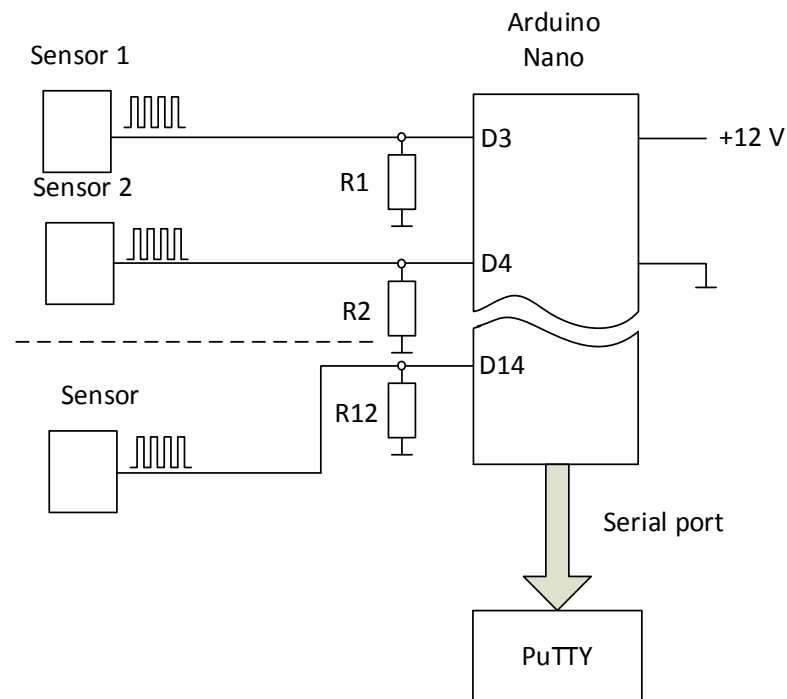 Arduino
Nano
Sensor 1
D3
+12 V
R1
Sensor 2
D4
R2
D14
Sensor
R12
Serial port
PuTTY